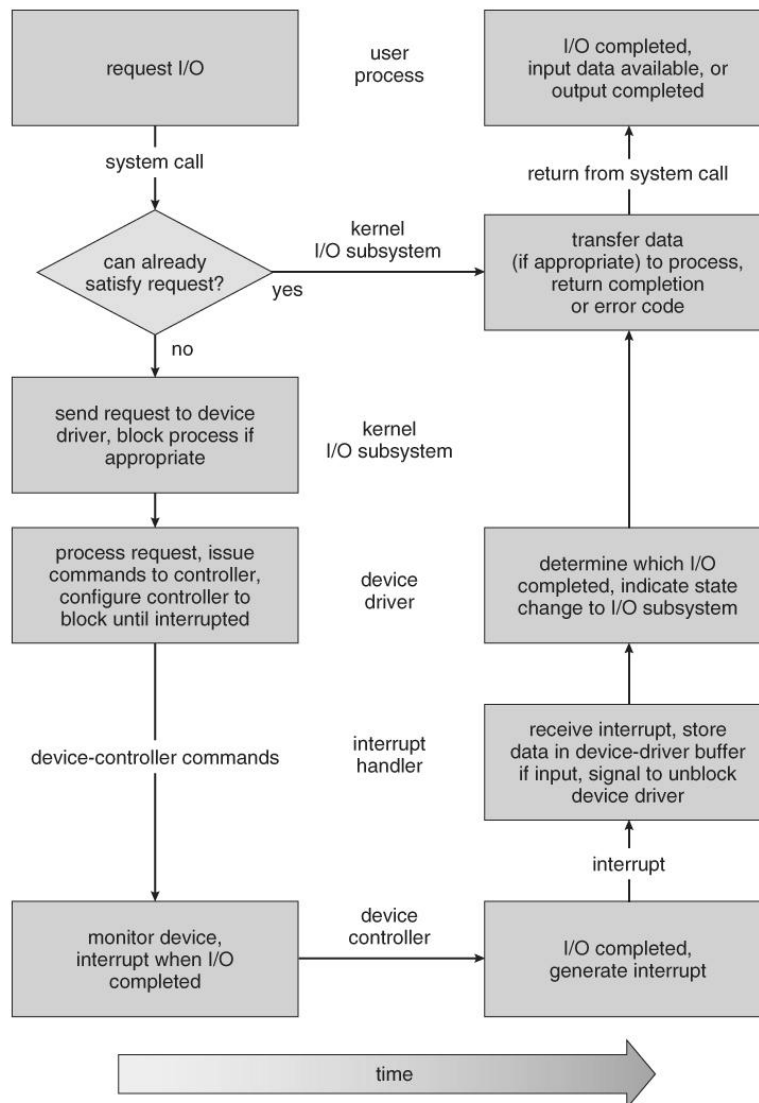 request I/O
user
process
I/O completed,
input data available, or
output completed
system call
return from system call
can already
satisfy request?
kernel
I/O subsystem
yes
transfer data
(if appropriate) to process,
return completion
or error code
no
send request to device
driver, block process if
appropriate
kernel
I/O subsystem
process request, issue
commands to controller,
configure controller to
block until interrupted
device
driver
determine which I/O
completed, indicate state
change to I/O subsystem
device-controller commands
interrupt
handler
receive interrupt, store
data in device-driver buffer
if input, signal to unblock
device driver
interrupt
monitor device,
interrupt when I/O
completed
device
controller
I/O completed,
generate interrupt
time